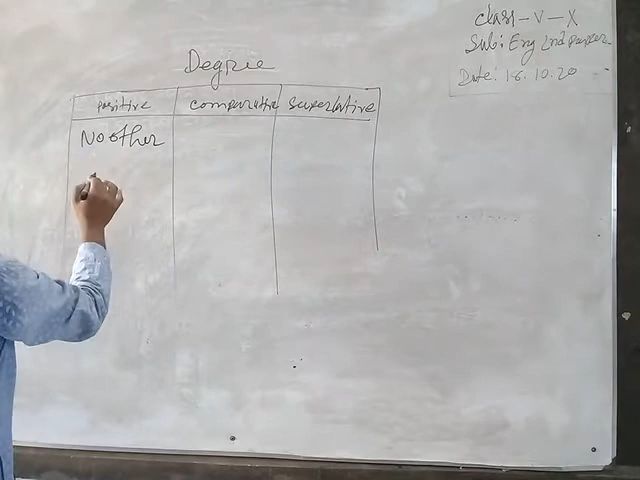 Class - V - X
Sub: Eng 2nd paper
Date: 16.10.20
Degree
positive comparative superlative
No other